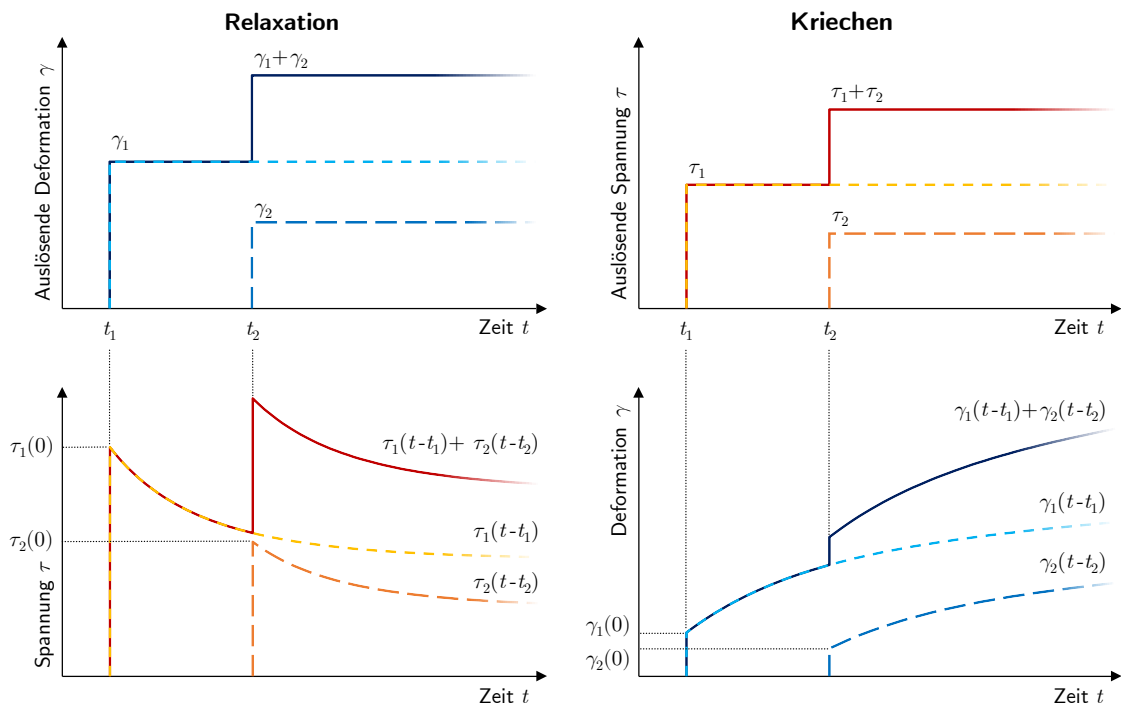 Relaxation
Auslösende Deformation γ
γ₁+γ₂
γ₁
γ₂
t₁
t₂
Zeit t
Kriechen
Auslösende Spannung τ
τ₁+τ₂
τ₁
τ₂
t₁
t₂
Zeit t
Spannung τ
τ₁(0)
τ₂(0)
τ₁(t-t₁)+ τ₂(t-t₂)
τ₁(t-t₁)
τ₂(t-t₂)
Zeit t
Deformation γ
γ₁(t-t₁)+γ₂(t-t₂)
γ₁(t-t₁)
γ₂(t-t₂)
γ₁(0)
γ₂(0)
Zeit t